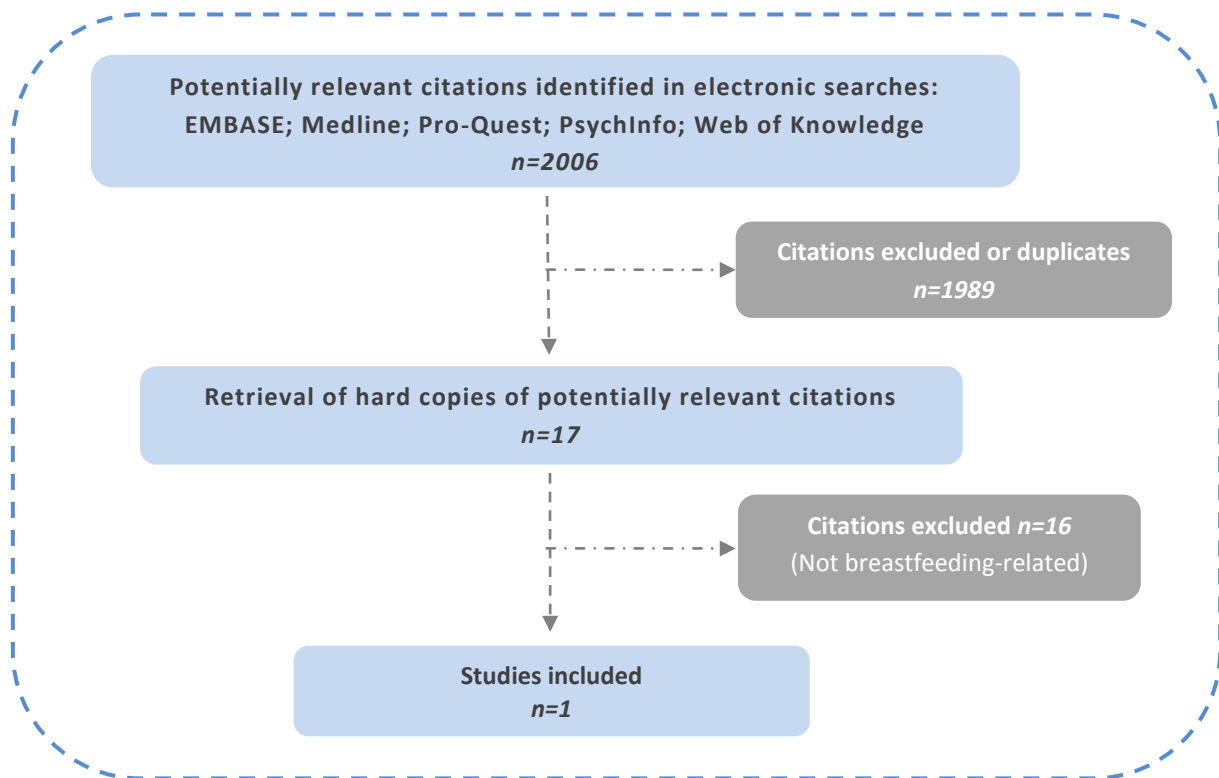 Potentially relevant citations identified in electronic searches:
EMBASE; Medline; Pro-Quest; PsychInfo; Web of Knowledge
n=2006
Citations excluded or duplicates
n=1989
Retrieval of hard copies of potentially relevant citations
n=17
Citations excluded n=16
(Not breastfeeding-related)
Studies included
n=1